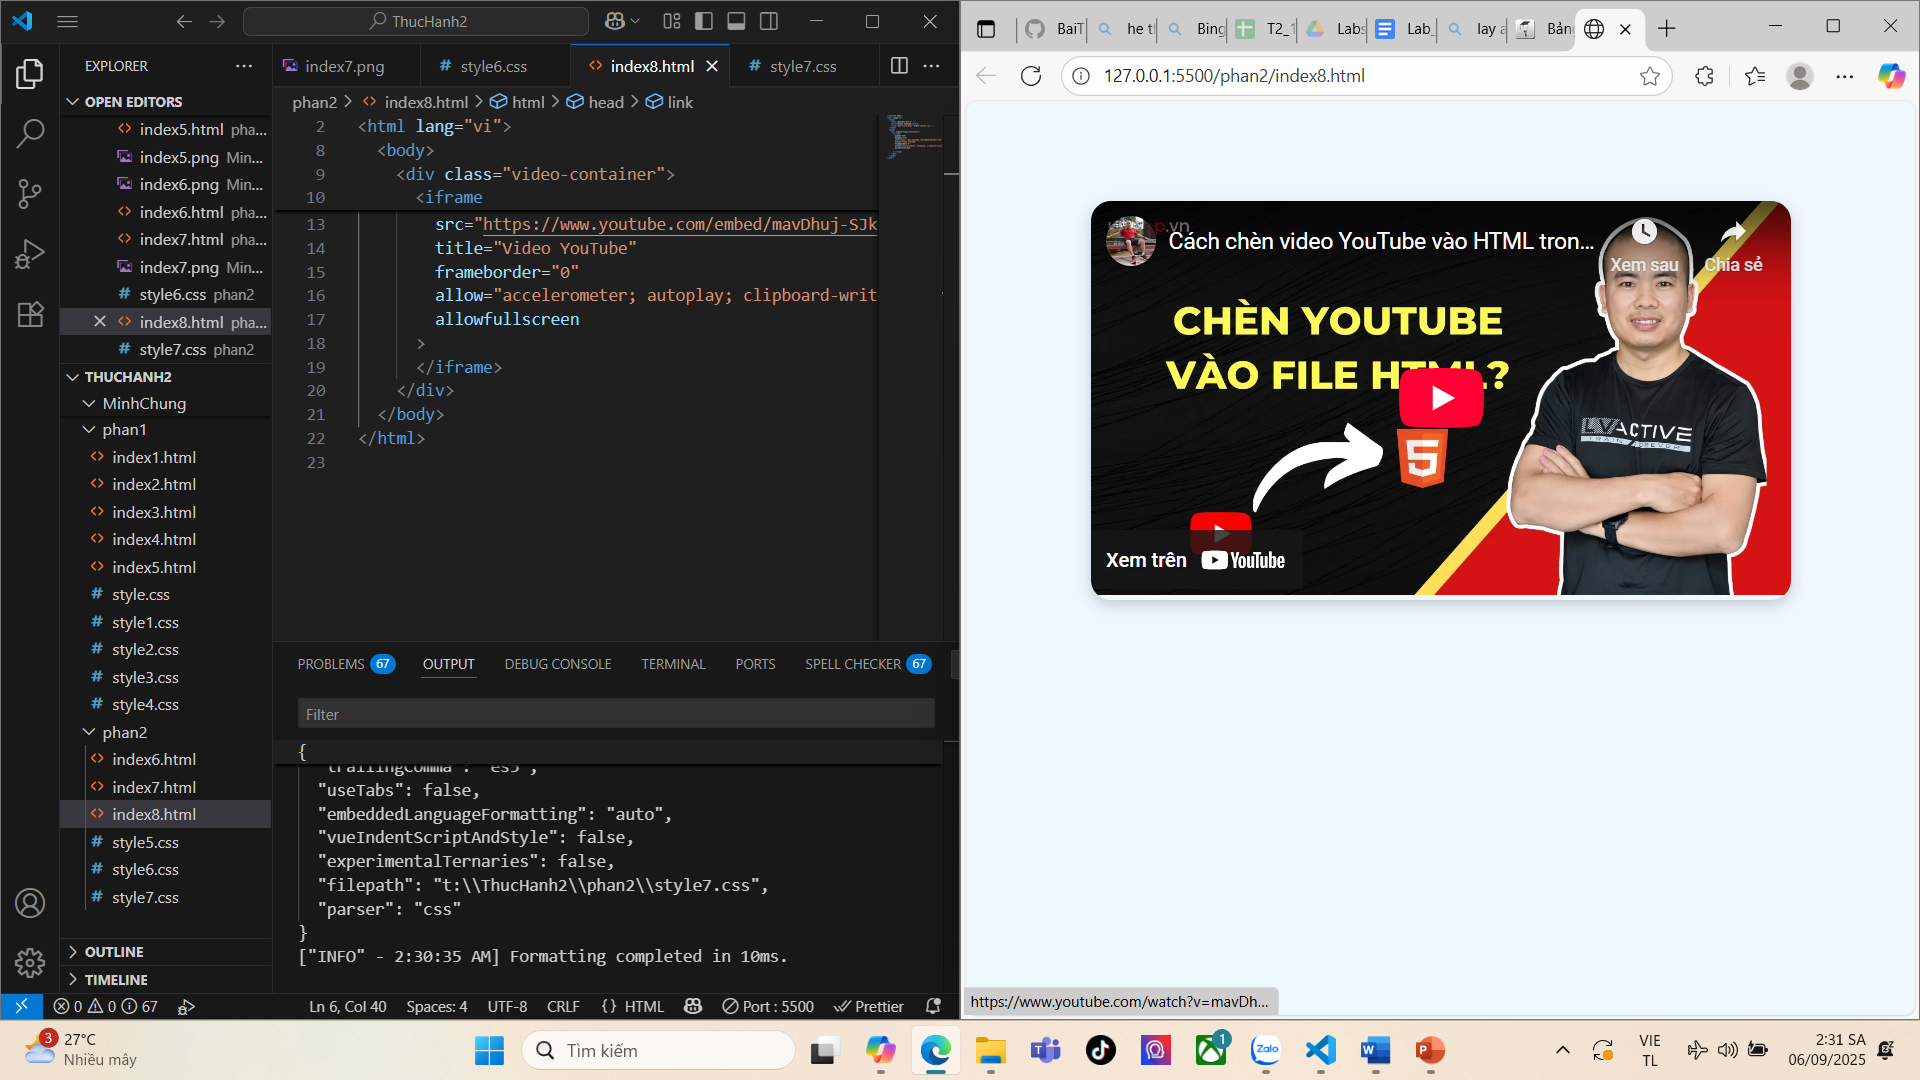 ThucHanh2
EXPLORER
index7.png
style6.css
index8.html
style7.css
OPEN EDITORS
phan2 > index8.html > html > head > link
index5.html pha...
index5.png Min...
index6.png Min...
index6.html pha...
index7.html pha...
index7.png Min...
style6.css phan2
index8.html pha...
style7.css phan2
THUCHANH2
MinhChung
phan1
index1.html
index2.html
index3.html
index4.html
index5.html
style.css
style1.css
style2.css
style3.css
style4.css
phan2
index6.html
index7.html
index8.html
style5.css
style6.css
style7.css
OUTLINE
TIMELINE
2 <html lang="vi">
8 <body>
9 <div class="video-container">
10 <iframe
13 src="https://www.youtube.com/embed/mavDhuj-SJk
14 title="Video YouTube"
15 frameborder="0"
16 allow="accelerometer; autoplay; clipboard-writ
17 allowfullscreen
18 >
19 </iframe>
20 </div>
21 </body>
22 </html>
23
PROBLEMS 67 OUTPUT DEBUG CONSOLE TERMINAL PORTS SPELL CHECKER 67
Filter
{
"trailingComma": "es5",
"useTabs": false,
"embeddedLanguageFormatting": "auto",
"vueIndentScriptAndStyle": false,
"experimentalTernaries": false,
"filepath": "t:\\ThucHanh2\\phan2\\style7.css",
"parser": "css"
}
["INFO" - 2:30:35 AM] Formatting completed in 10ms.
0 0 67 Ln 6, Col 40 Spaces: 4 UTF-8 CRLF {} HTML Port : 5500 Prettier
BaiT
he t
Bing
T2_1
Labs
Lab_
lay a
Bản
127.0.0.1:5500/phan2/index8.html
Cách chèn video YouTube vào HTML tron...
Xem sau
Chia sẻ
CHÈN YOUTUBE
VÀO FILE HTML?
LVACTIVE
5
Xem trên YouTube
https://www.youtube.com/watch?v=mavDh...
3
27°C
Nhiều mây
Tìm kiếm
Zalo
1
VIE
TL
2:31 SA
06/09/2025